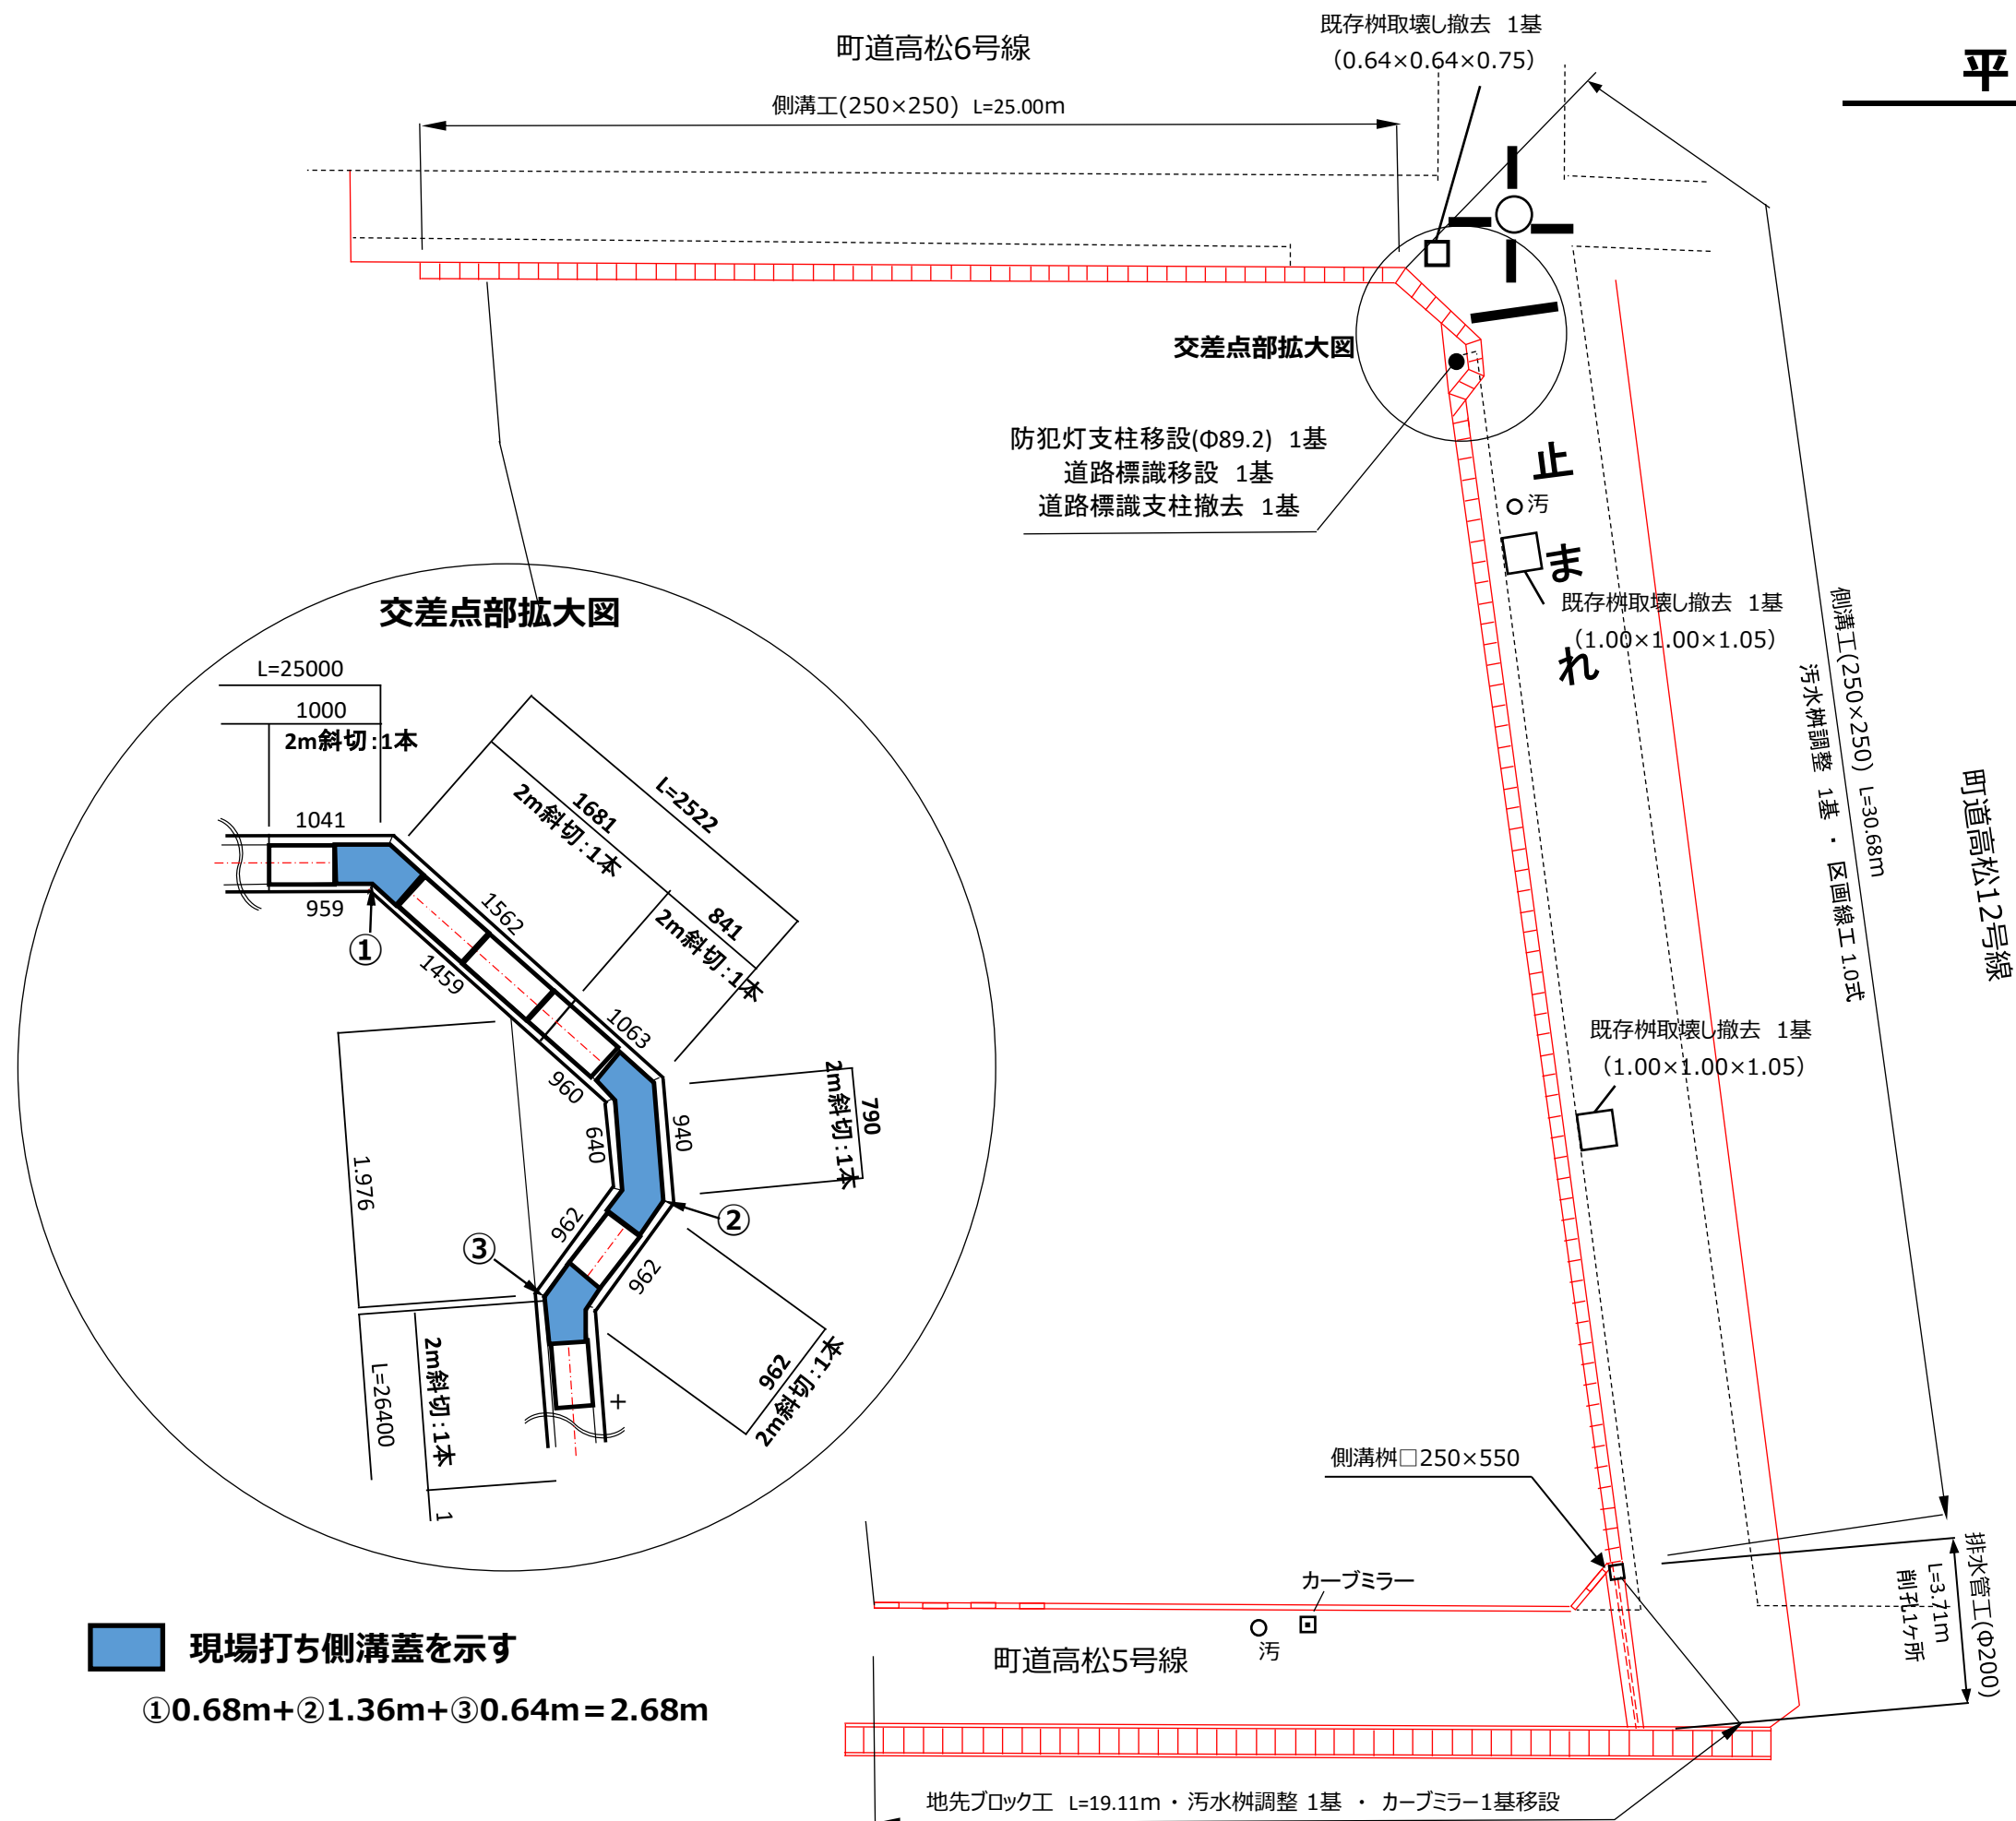 平
町道高松6号線
既存桝取壊し撤去 1基
（0.64×0.64×0.75）
側溝工(250×250) L=25.00m
交差点部拡大図
防犯灯支柱移設(Φ89.2) 1基
道路標識移設 1基
道路標識支柱撤去 1基
止まれ
汚
既存桝取壊し撤去 1基
（1.00×1.00×1.05）
側溝工(250×250) L=30.68m
汚水桝調整 1基 ・ 区画線工 1.0式
町道高松12号線
既存桝取壊し撤去 1基
（1.00×1.00×1.05）
交差点部拡大図
L=25000
1000
2m斜切:1本
1041
959
①
L=2522
1681
2m斜切:1本
841
2m斜切:1本
1562
1459
1063
960
790
2m斜切:1本
940
640
1.976
②
③
962
962
962
2m斜切:1本
L=26400
2m斜切:1本
1
側溝桝□250×550
カーブミラー
汚
町道高松5号線
排水管工(Φ200)
L=3.71m
削孔1ケ所
現場打ち側溝蓋を示す
①0.68m+②1.36m+③0.64m=2.68m
地先ブロック工 L=19.11m・汚水桝調整 1基 ・ カーブミラー1基移設